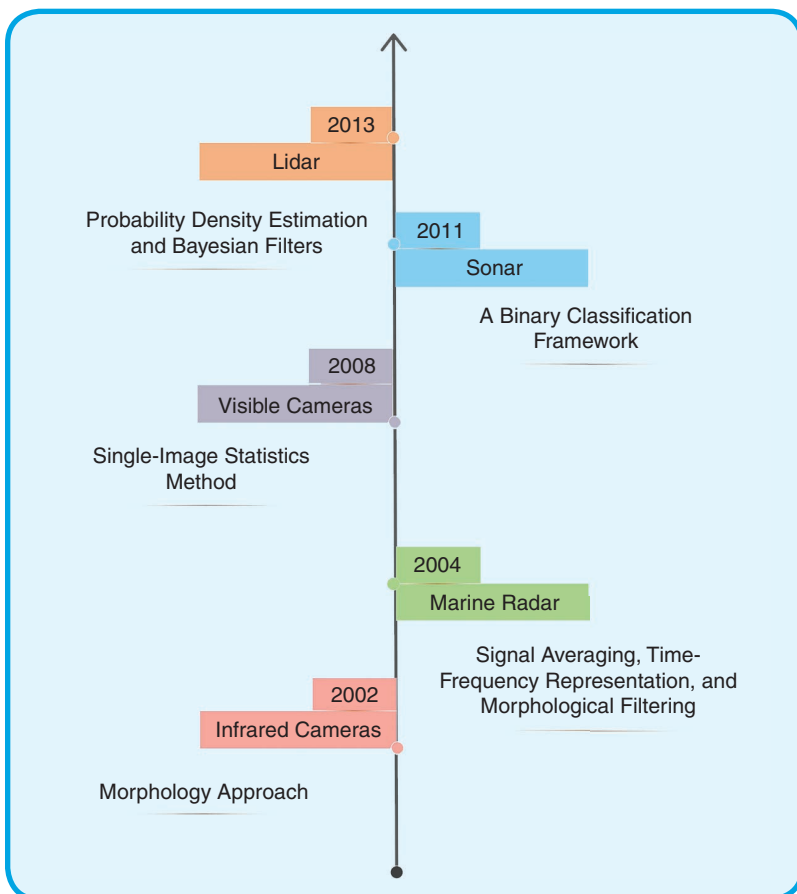 2013
Lidar
Probability Density Estimation
and Bayesian Filters
2011
Sonar
A Binary Classification
Framework
2008
Visible Cameras
Single-Image Statistics
Method
2004
Marine Radar
Signal Averaging, Time-
Frequency Representation, and
Morphological Filtering
2002
Infrared Cameras
Morphology Approach